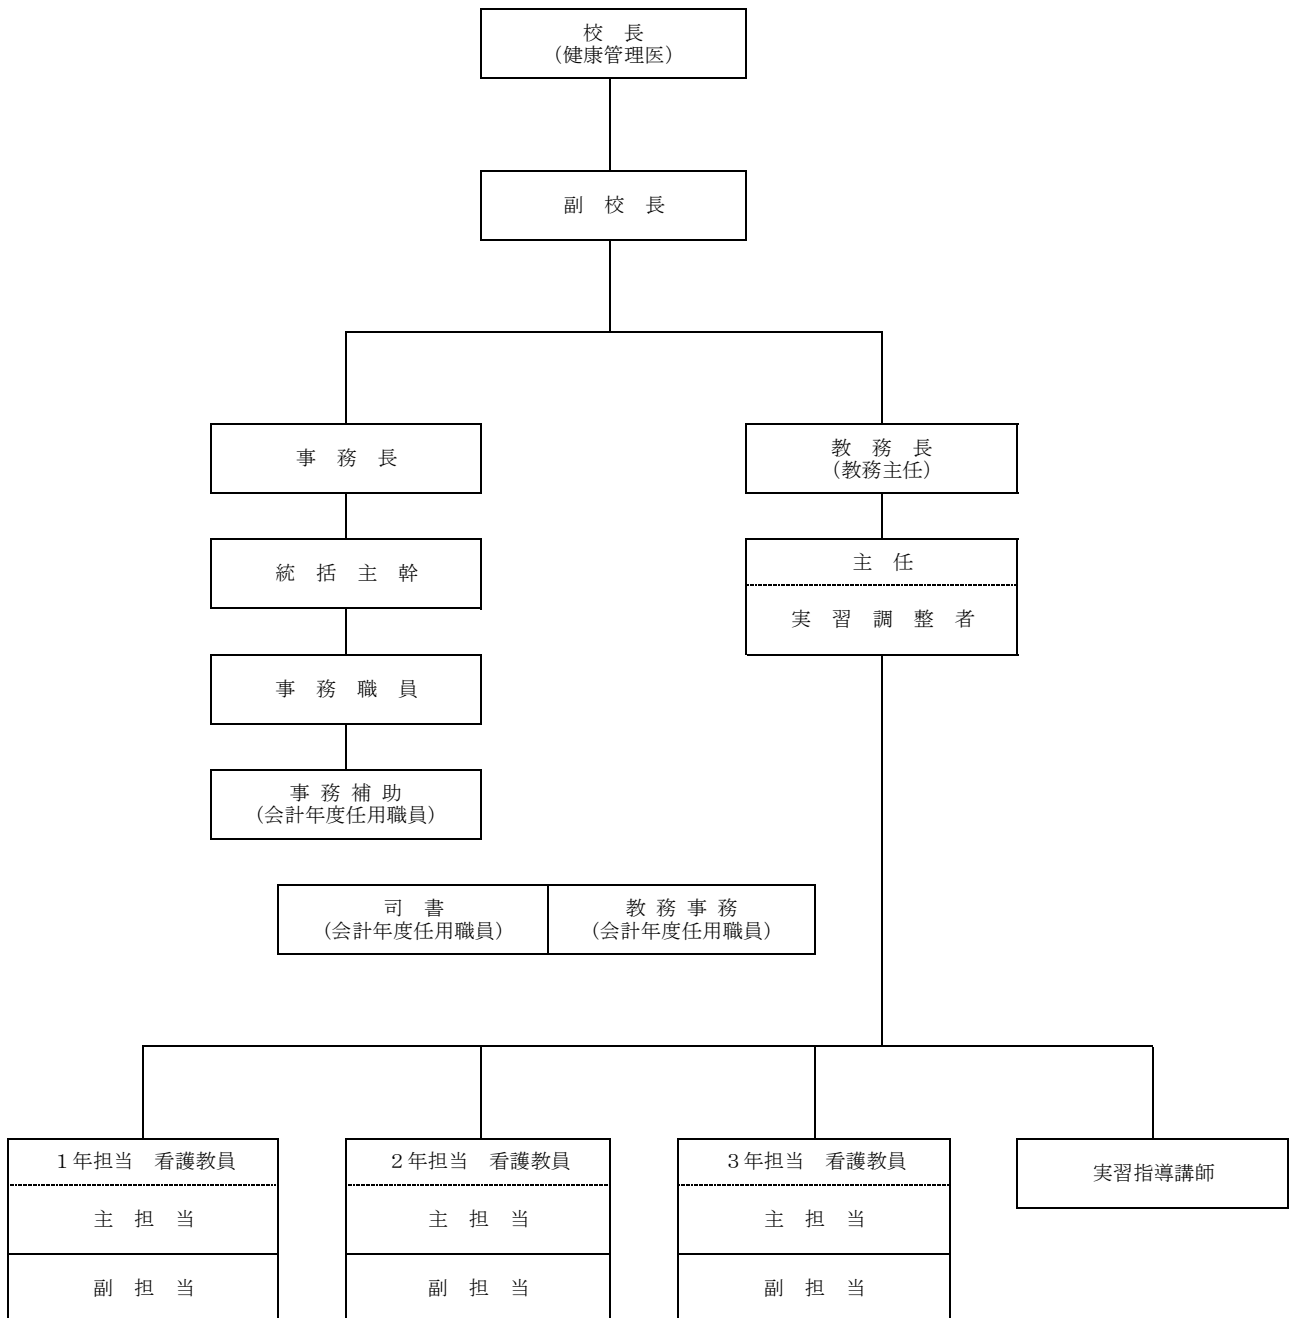 校　長
（健康管理医）
副　校　長
事　務　長
教　務　長
（教務主任）
統　括　主　幹
主　任
実　習　調　整　者
事　務　職　員
事 務 補 助
（会計年度任用職員）
司　書
（会計年度任用職員）
教 務 事 務
（会計年度任用職員）
１年担当　看護教員
主　担　当
副　担　当
２年担当　看護教員
主　担　当
副　担　当
３年担当　看護教員
主　担　当
副　担　当
実習指導講師